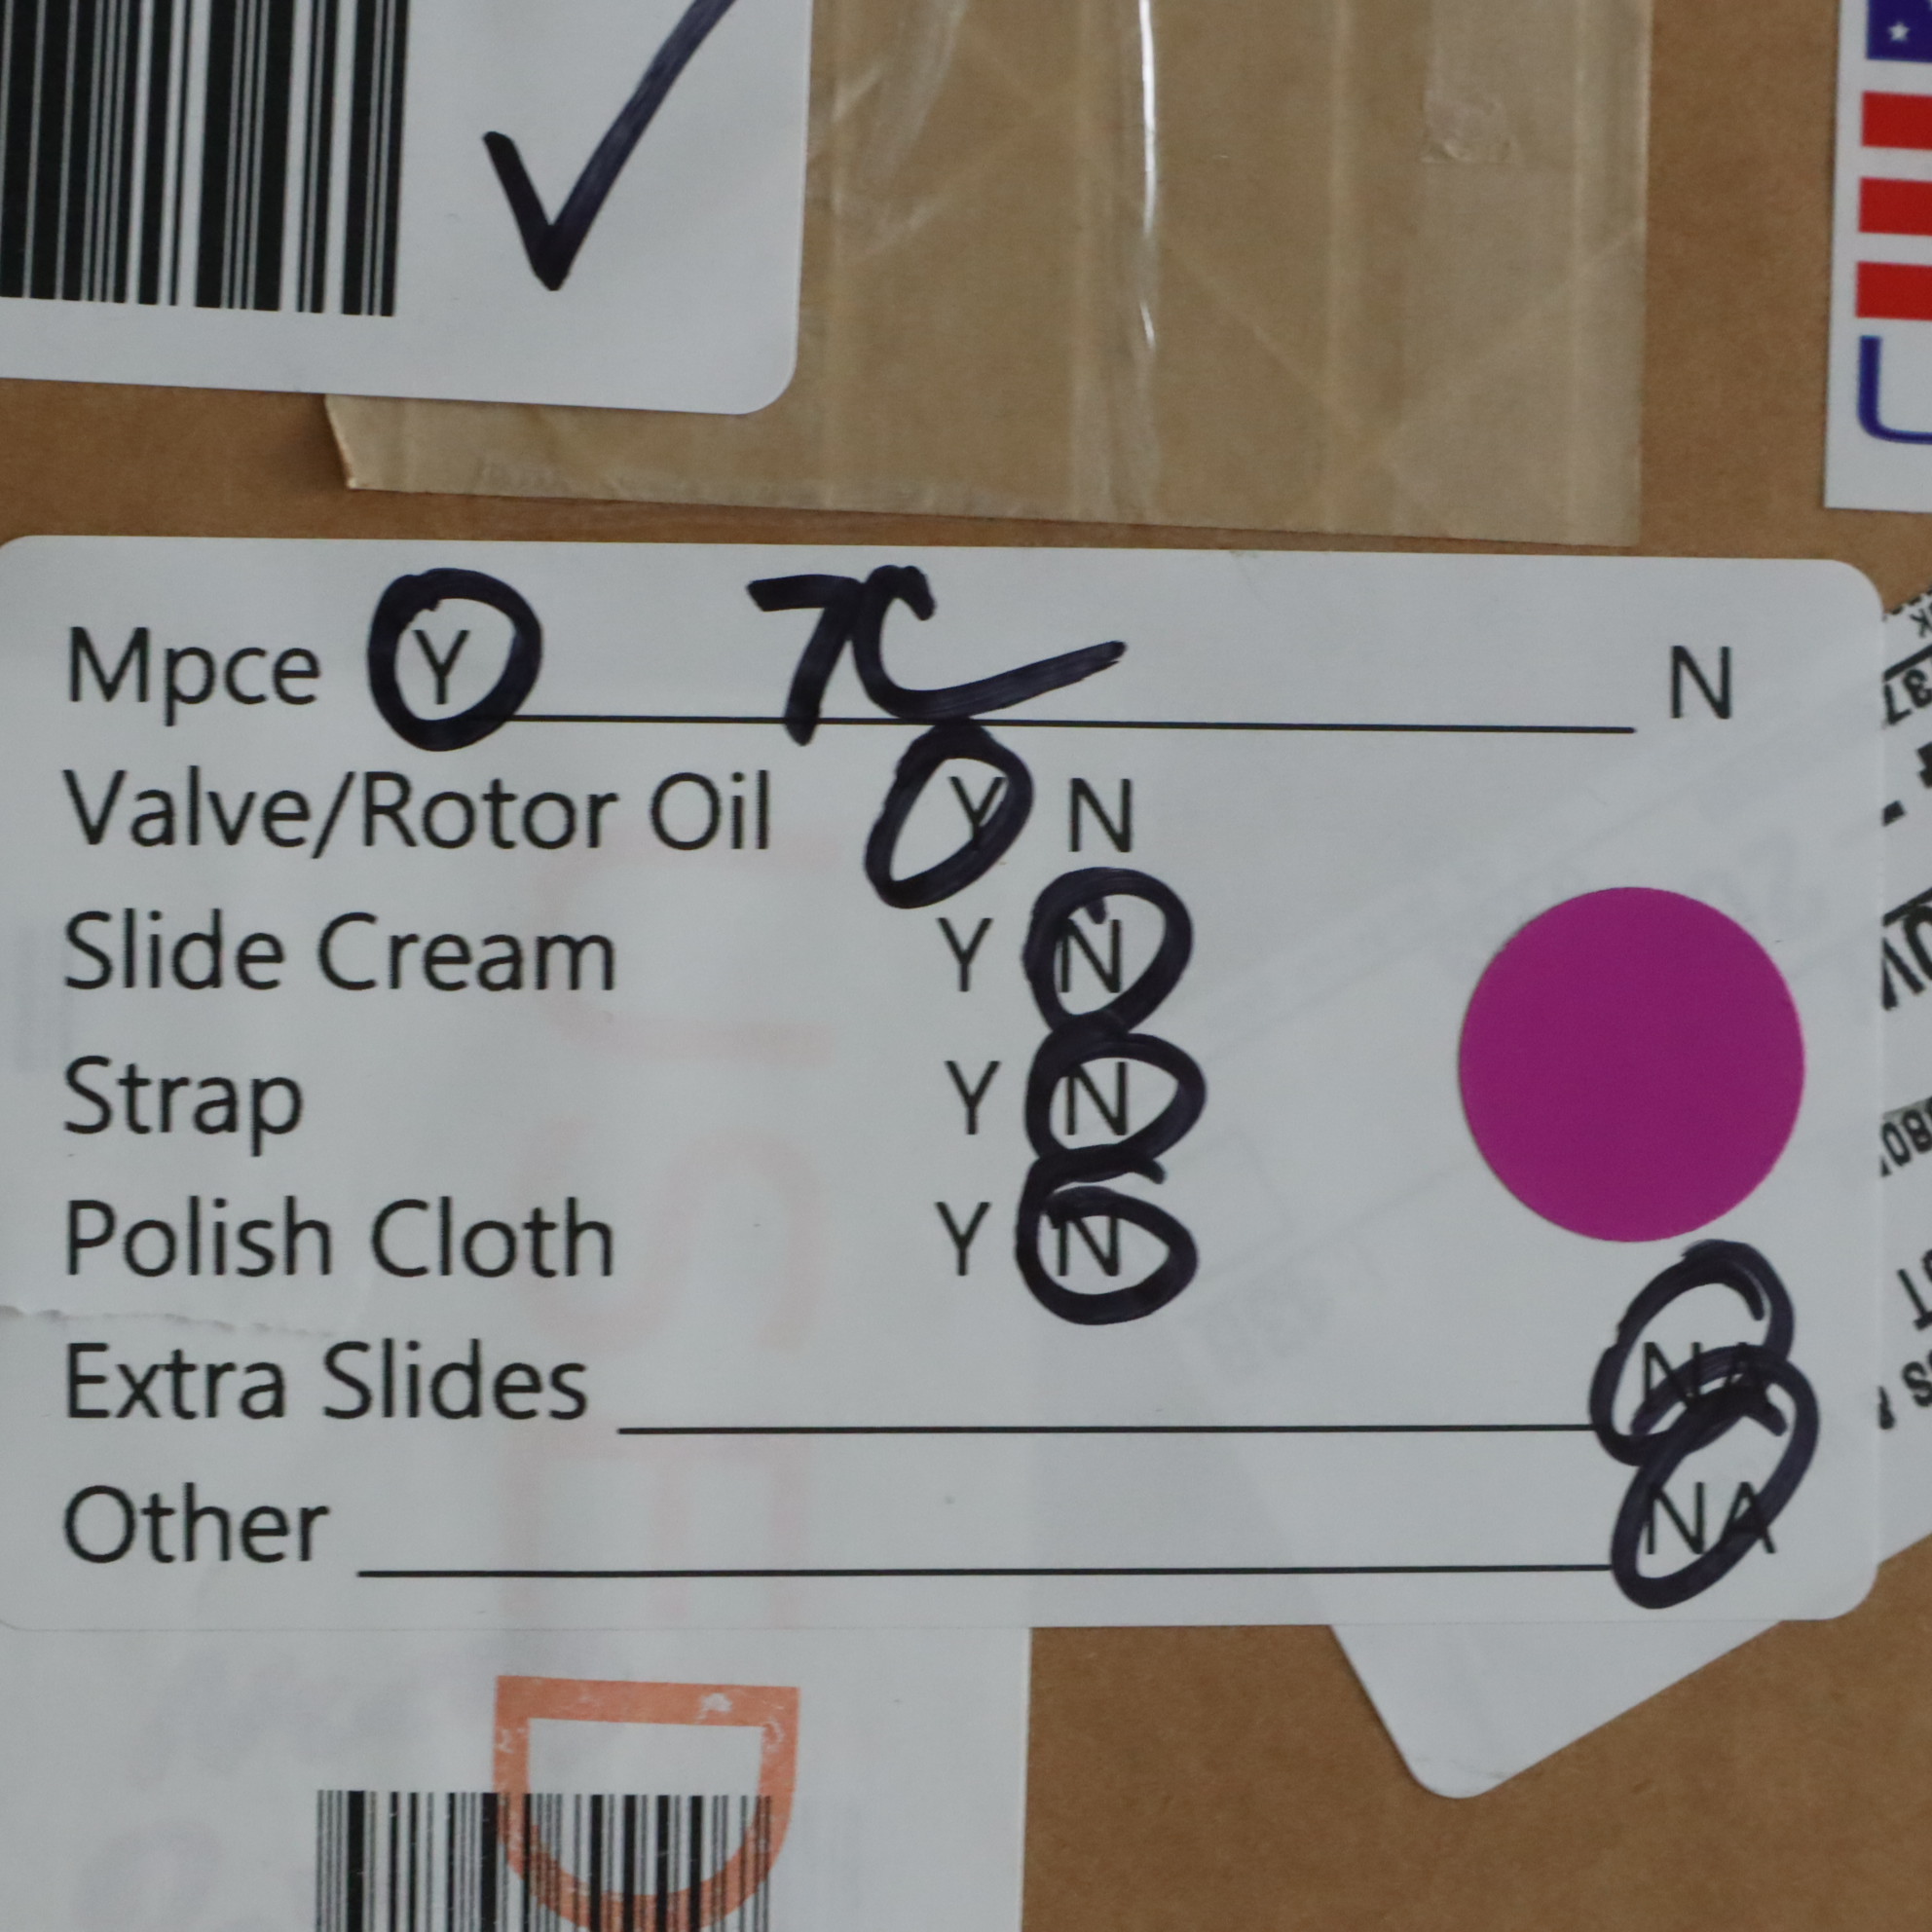 Mpce Y 7C N
Valve/Rotor Oil Y N
Slide Cream Y N
Strap Y N
Polish Cloth Y N
Extra Slides NA
Other NA